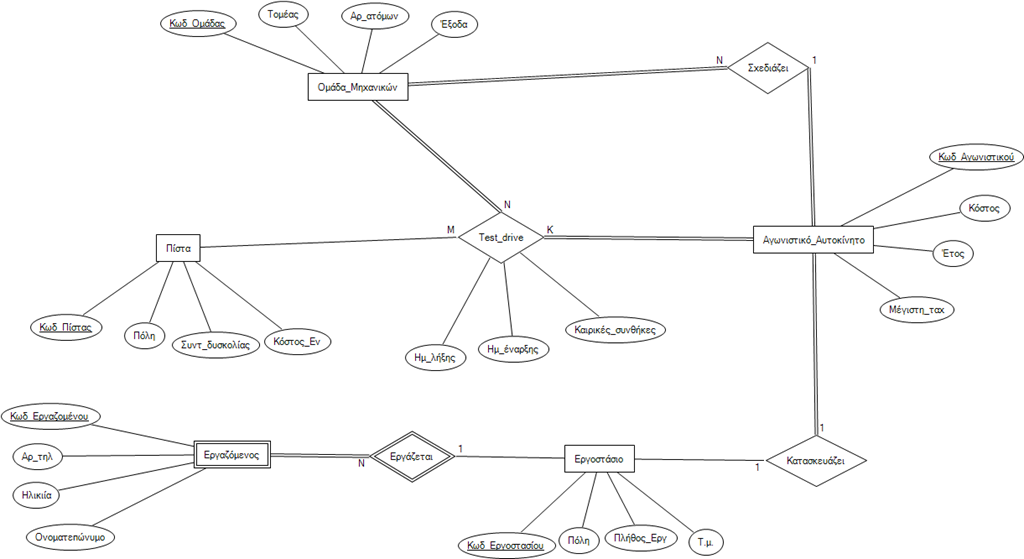 Κωδ_Ομάδας
Τομέας
Αρ_ατόμων
Έξοδα
Ομάδα_Μηχανικών
N
Σχεδιάζει
1
Κωδ_Αγωνιστικού
Κόστος
Έτος
Μέγιστη_ταχ
Αγωνιστικό_Αυτοκίνητο
N
M
Test_drive
K
Πίστα
Κωδ_Πίστας
Πόλη
Συντ_δυσκολίας
Κόστος_Εν
Ημ_λήξης
Ημ_έναρξης
Καιρικές_συνθήκες
Κωδ_Εργαζομένου
Αρ_τηλ
Ηλικιία
Ονοματεπώνυμο
Εργαζόμενος
N
Εργάζεται
1
Εργοστάσιο
1
Κατασκευάζει
1
Κωδ_Εργοστασίου
Πόλη
Πλήθος_Εργ
Τ.μ.